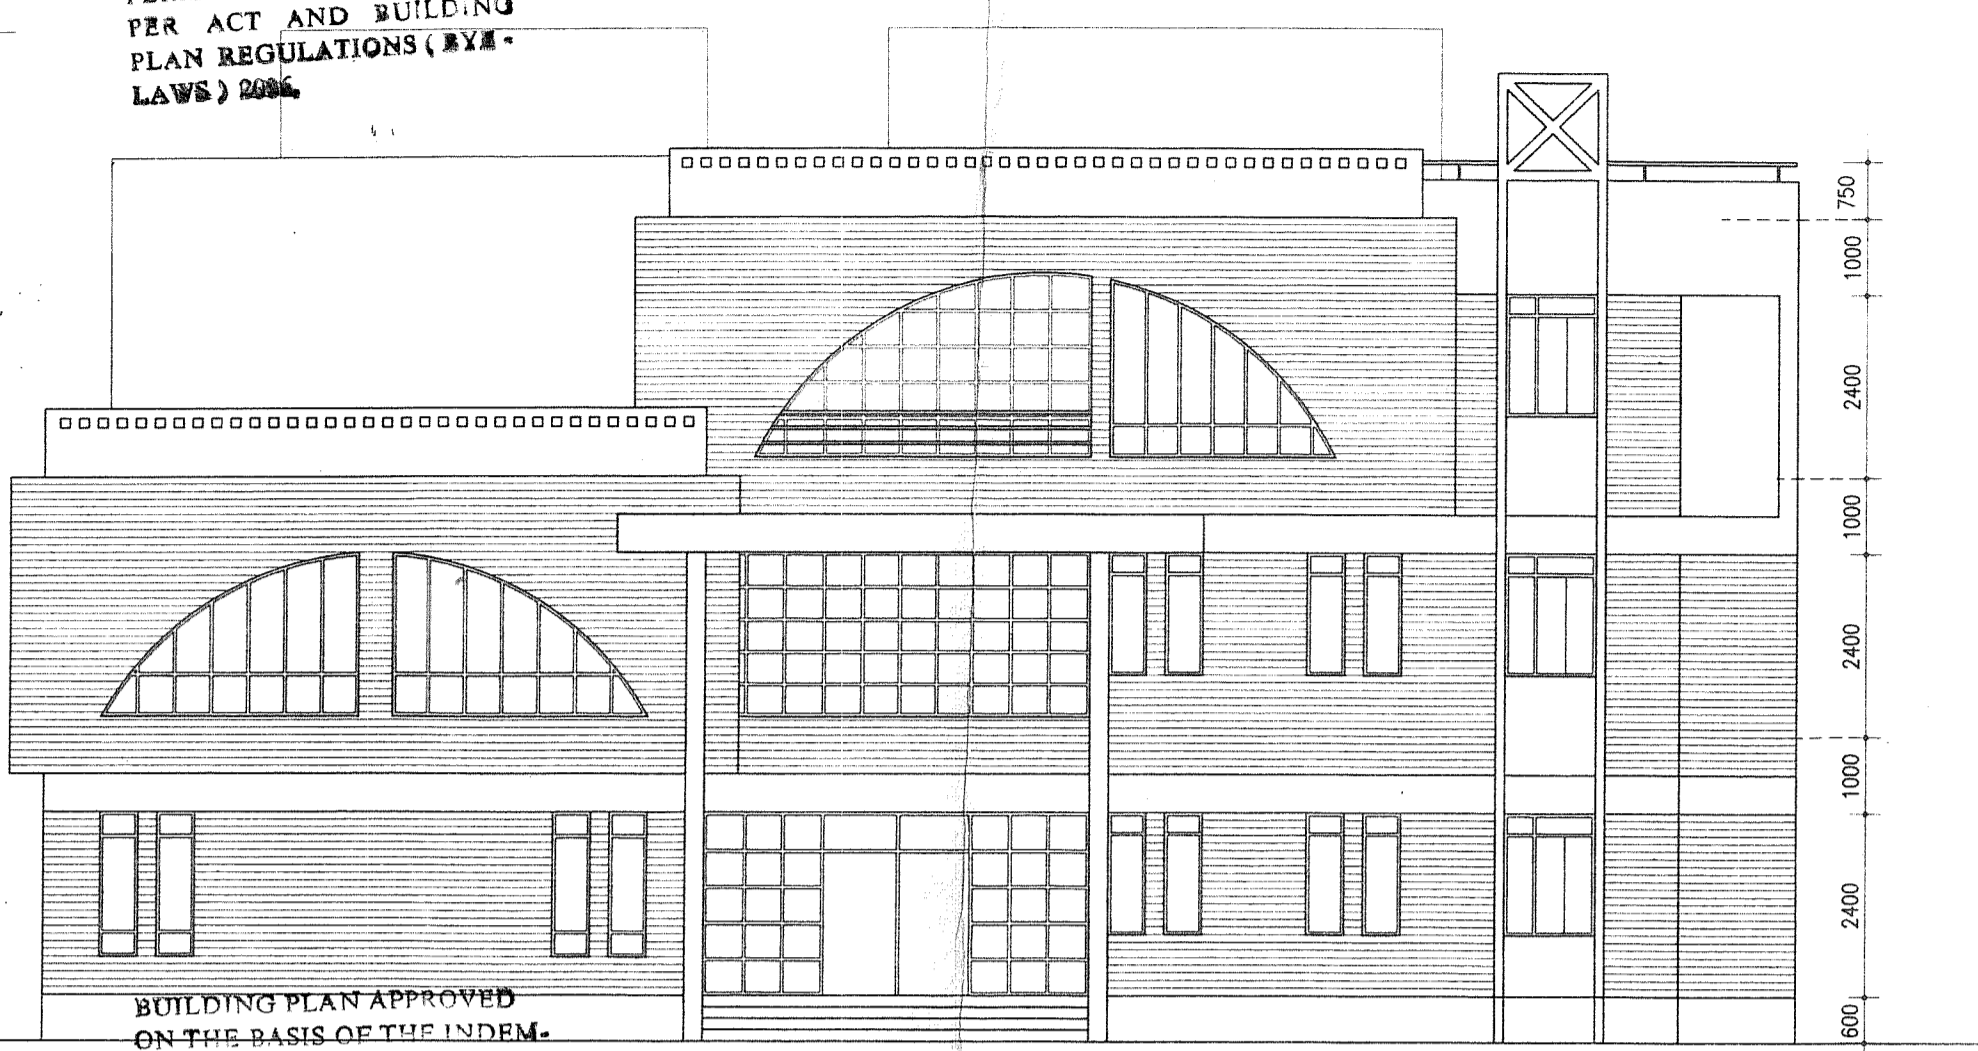 PER ACT AND BUILDING
PLAN REGULATIONS ( BYE-
LAWS )
750
1000
2400
1000
2400
1000
2400
600
BUILDING PLAN APPROVED
ON THE BASIS OF THE INDEM-